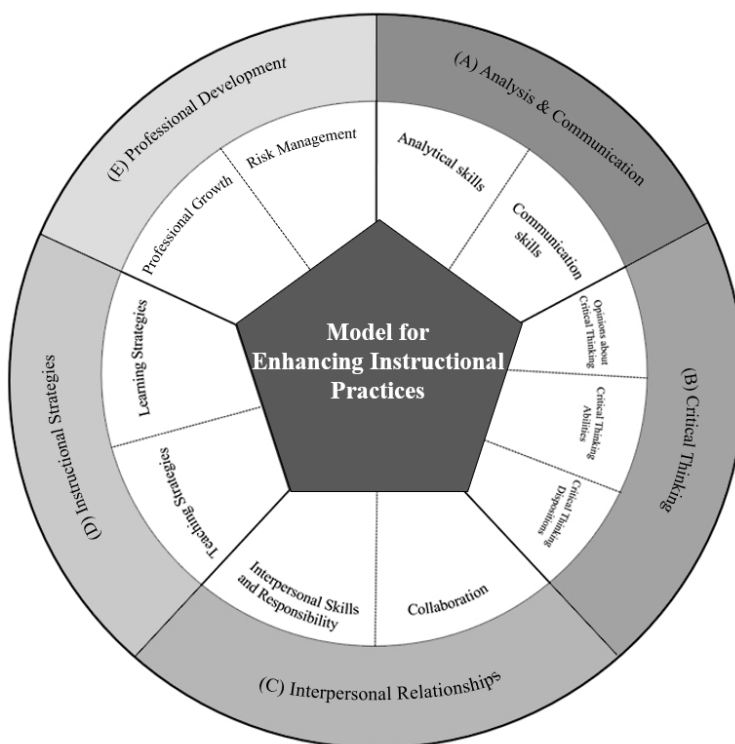 (E) Professional Development
(A) Analysis & Communication
Risk Management
Professional Growth
Analytical skills
Communication
skills
Model for
Enhancing Instructional
Practices
Opinions about
Critical Thinking
Critical Thinking
Abilities
Critical Thinking
Dispositions
(B) Critical Thinking
Learning Strategies
Teaching Strategies
(D) Instructional Strategies
Interpersonal Skills
and Responsibility
Collaboration
(C) Interpersonal Relationships